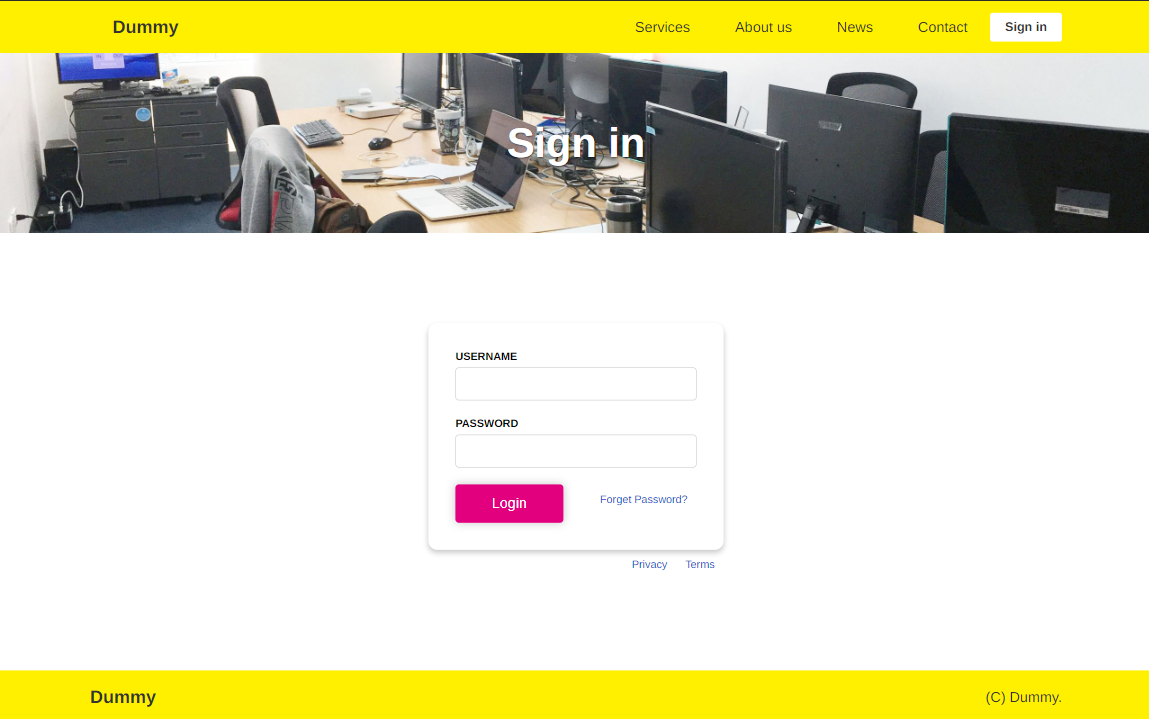 Dummy
Services About us News Contact Sign in
Sign in
USERNAME
PASSWORD
Login Forget Password?
Privacy Terms
Dummy (C) Dummy.